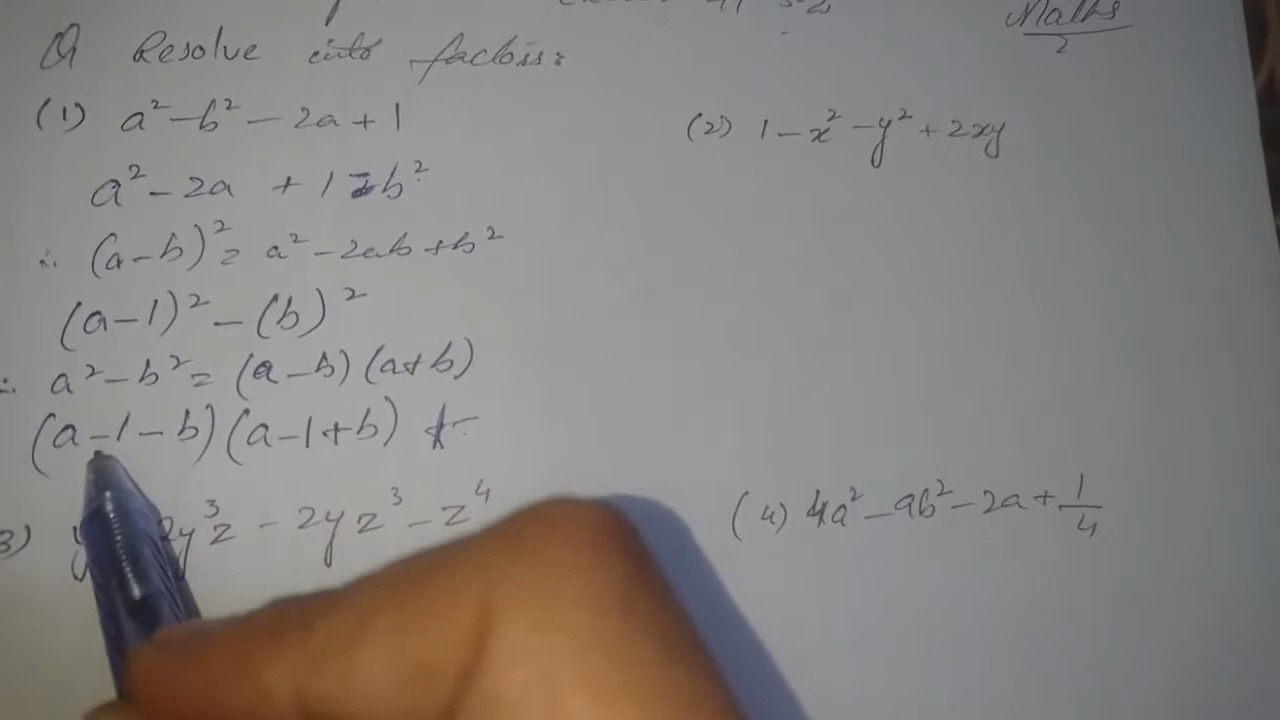 Maths
2
Q Resolve into factors:
(1) a² - b² - 2a + 1
a² - 2a + 1 - b²
∴ (a-b)² = a² - 2ab + b²
(a-1)² - (b)²
∴ a² - b² = (a-b)(a+b)
(a-1-b)(a-1+b)
(2) 1 - x² - y² + 2xy
3) 2y³z - 2yz³ - z⁴
(4) 4a² - 9b² - 2a + 1/4